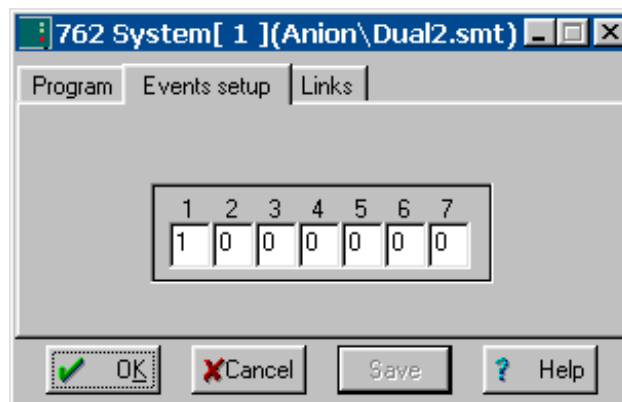 762 System[ 1 ](Anion\Dual2.smt)
Program Events setup Links
1 2 3 4 5 6 7
1 0 0 0 0 0 0
OK Cancel Save ? Help